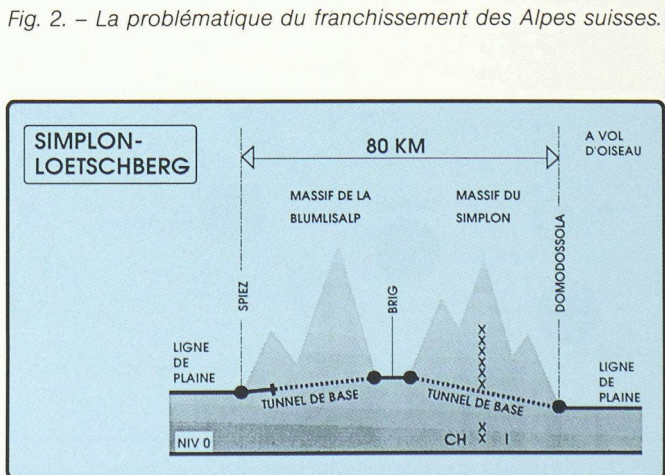 Fig. 2. – La problématique du franchissement des Alpes suisses.
SIMPLON-
LOETSCHBERG
80 KM
A VOL
D'OISEAU
MASSIF DE LA
BLUMLISALP
MASSIF DU
SIMPLON
SPIEZ
BRIG
DOMODOSSOLA
LIGNE
DE
PLAINE
LIGNE
DE
PLAINE
TUNNEL DE BASE
TUNNEL DE BASE
NIV 0
CH X I